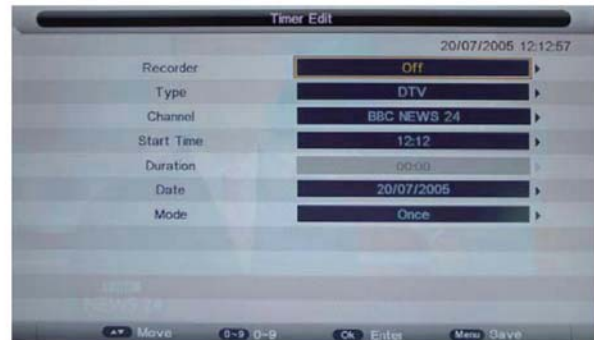 Timer Edit
20/07/2005 12:12:57
Recorder Off
Type DTV
Channel BBC NEWS 24
Start Time 12:12
Duration 00:00
Date 20/07/2005
Mode Once
NEWS 24
Move 0~9 0~9 Ok Enter Menu Save